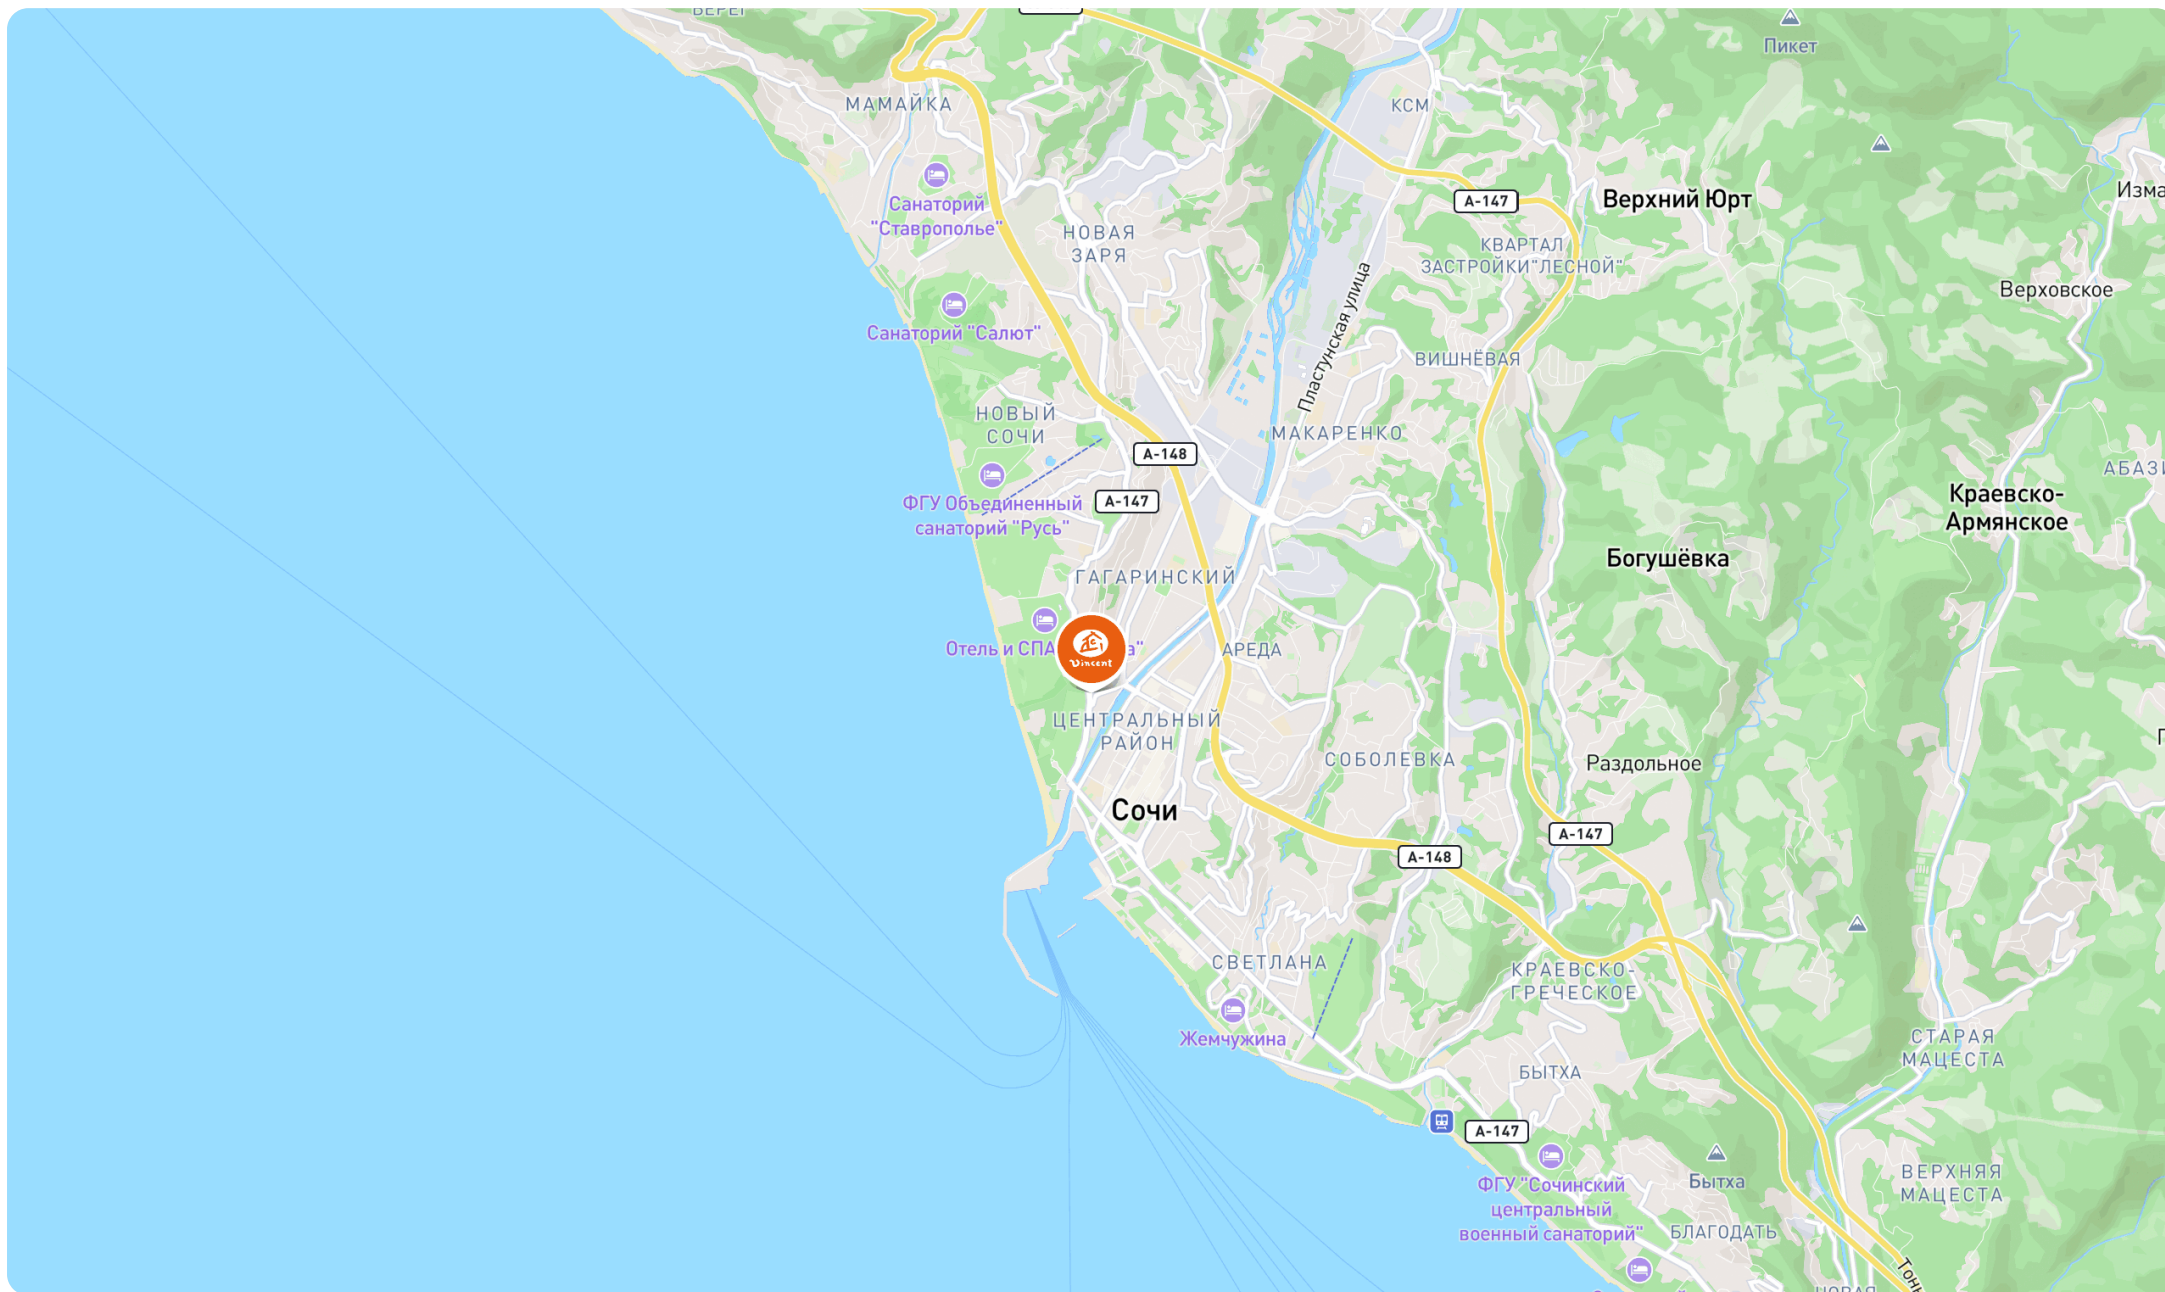 БЕРЕГ
Пикет
МАМАЙКА
КСМ
Санаторий
"Ставрополье"
А-147
Верхний Юрт
НОВАЯ
ЗАРЯ
КВАРТАЛ
ЗАСТРОЙКИ"ЛЕСНОЙ"
Верховское
Санаторий "Салют"
Пластунская улица
ВИШНЁВАЯ
НОВЫЙ
СОЧИ
МАКАРЕНКО
А-148
А-147
ФГУ Объединенный
санаторий "Русь"
Краевско-
Армянское
Богушёвка
ГАГАРИНСКИЙ
Отель и СПА
а"
Vincent
АРЕДА
ЦЕНТРАЛЬНЫЙ
РАЙОН
СОБОЛЕВКА
Раздольное
Сочи
А-147
А-148
СВЕТЛАНА
КРАЕВСКО-
ГРЕЧЕСКОЕ
Жемчужина
СТАРАЯ
МАЦЕСТА
БЫТХА
А-147
Бытха
ВЕРХНЯЯ
МАЦЕСТА
ФГУ "Сочинский
центральный
военный санаторий"
БЛАГОДАТЬ
НОВАЯ